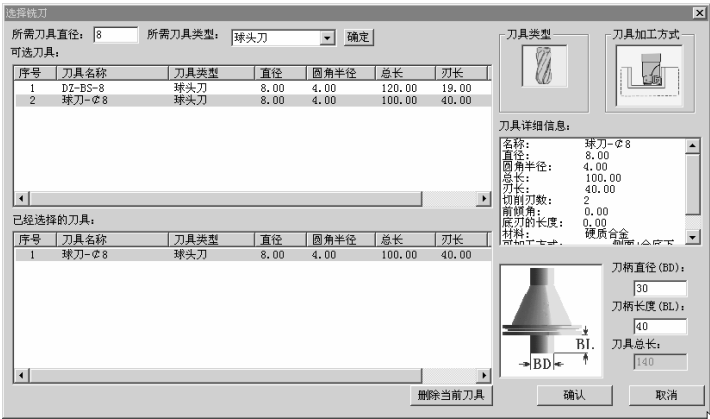 选择铣刀
所需刀具直径: 8 所需刀具类型: 球头刀 确定
可选刀具:
序号 刀具名称 刀具类型 直径 圆角半径 总长 刃长
1 DZ-BS-8 球头刀 8.00 4.00 120.00 19.00
2 球刀-￠8 球头刀 8.00 4.00 100.00 40.00
已经选择的刀具:
序号 刀具名称 刀具类型 直径 圆角半径 总长 刃长
1 球刀-￠8 球头刀 8.00 4.00 100.00 40.00
删除当前刀具
刀具类型
刀具加工方式
刀具详细信息:
名称: 球刀-￠8
直径: 8.00
圆角半径: 4.00
总长: 100.00
刃长: 40.00
切削刃数: 2
前倾角: 0.00
底刃的长度: 0.00
材料: 硬质合金
可加工方式:
BL
BD
刀柄直径(BD):
30
刀柄长度(BL):
40
刀具总长:
140
确认 取消